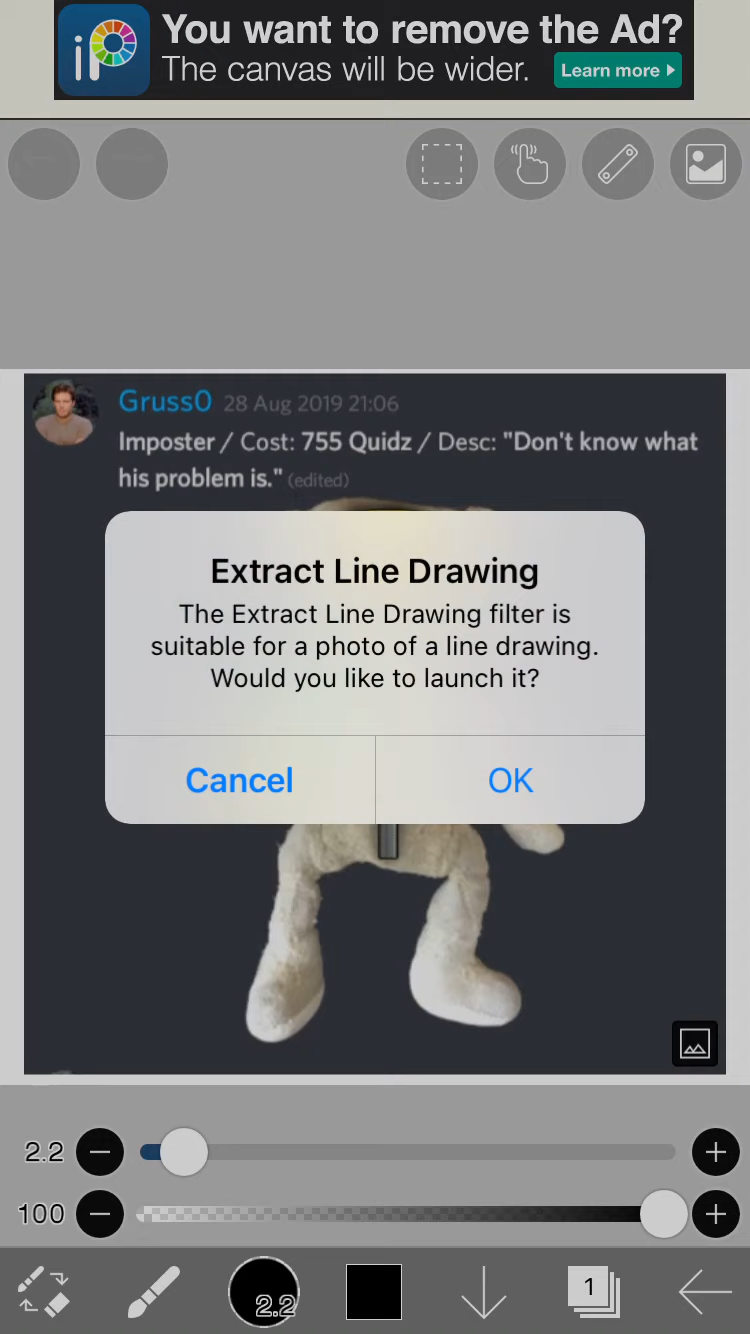 iP
You want to remove the Ad?
The canvas will be wider.
Learn more
Gruss0 28 Aug 2019 21:06
Imposter / Cost: 755 Quidz / Desc: "Don't know what
his problem is." (edited)
Extract Line Drawing
The Extract Line Drawing filter is
suitable for a photo of a line drawing.
Would you like to launch it?
Cancel OK
2.2
100
2.2 1